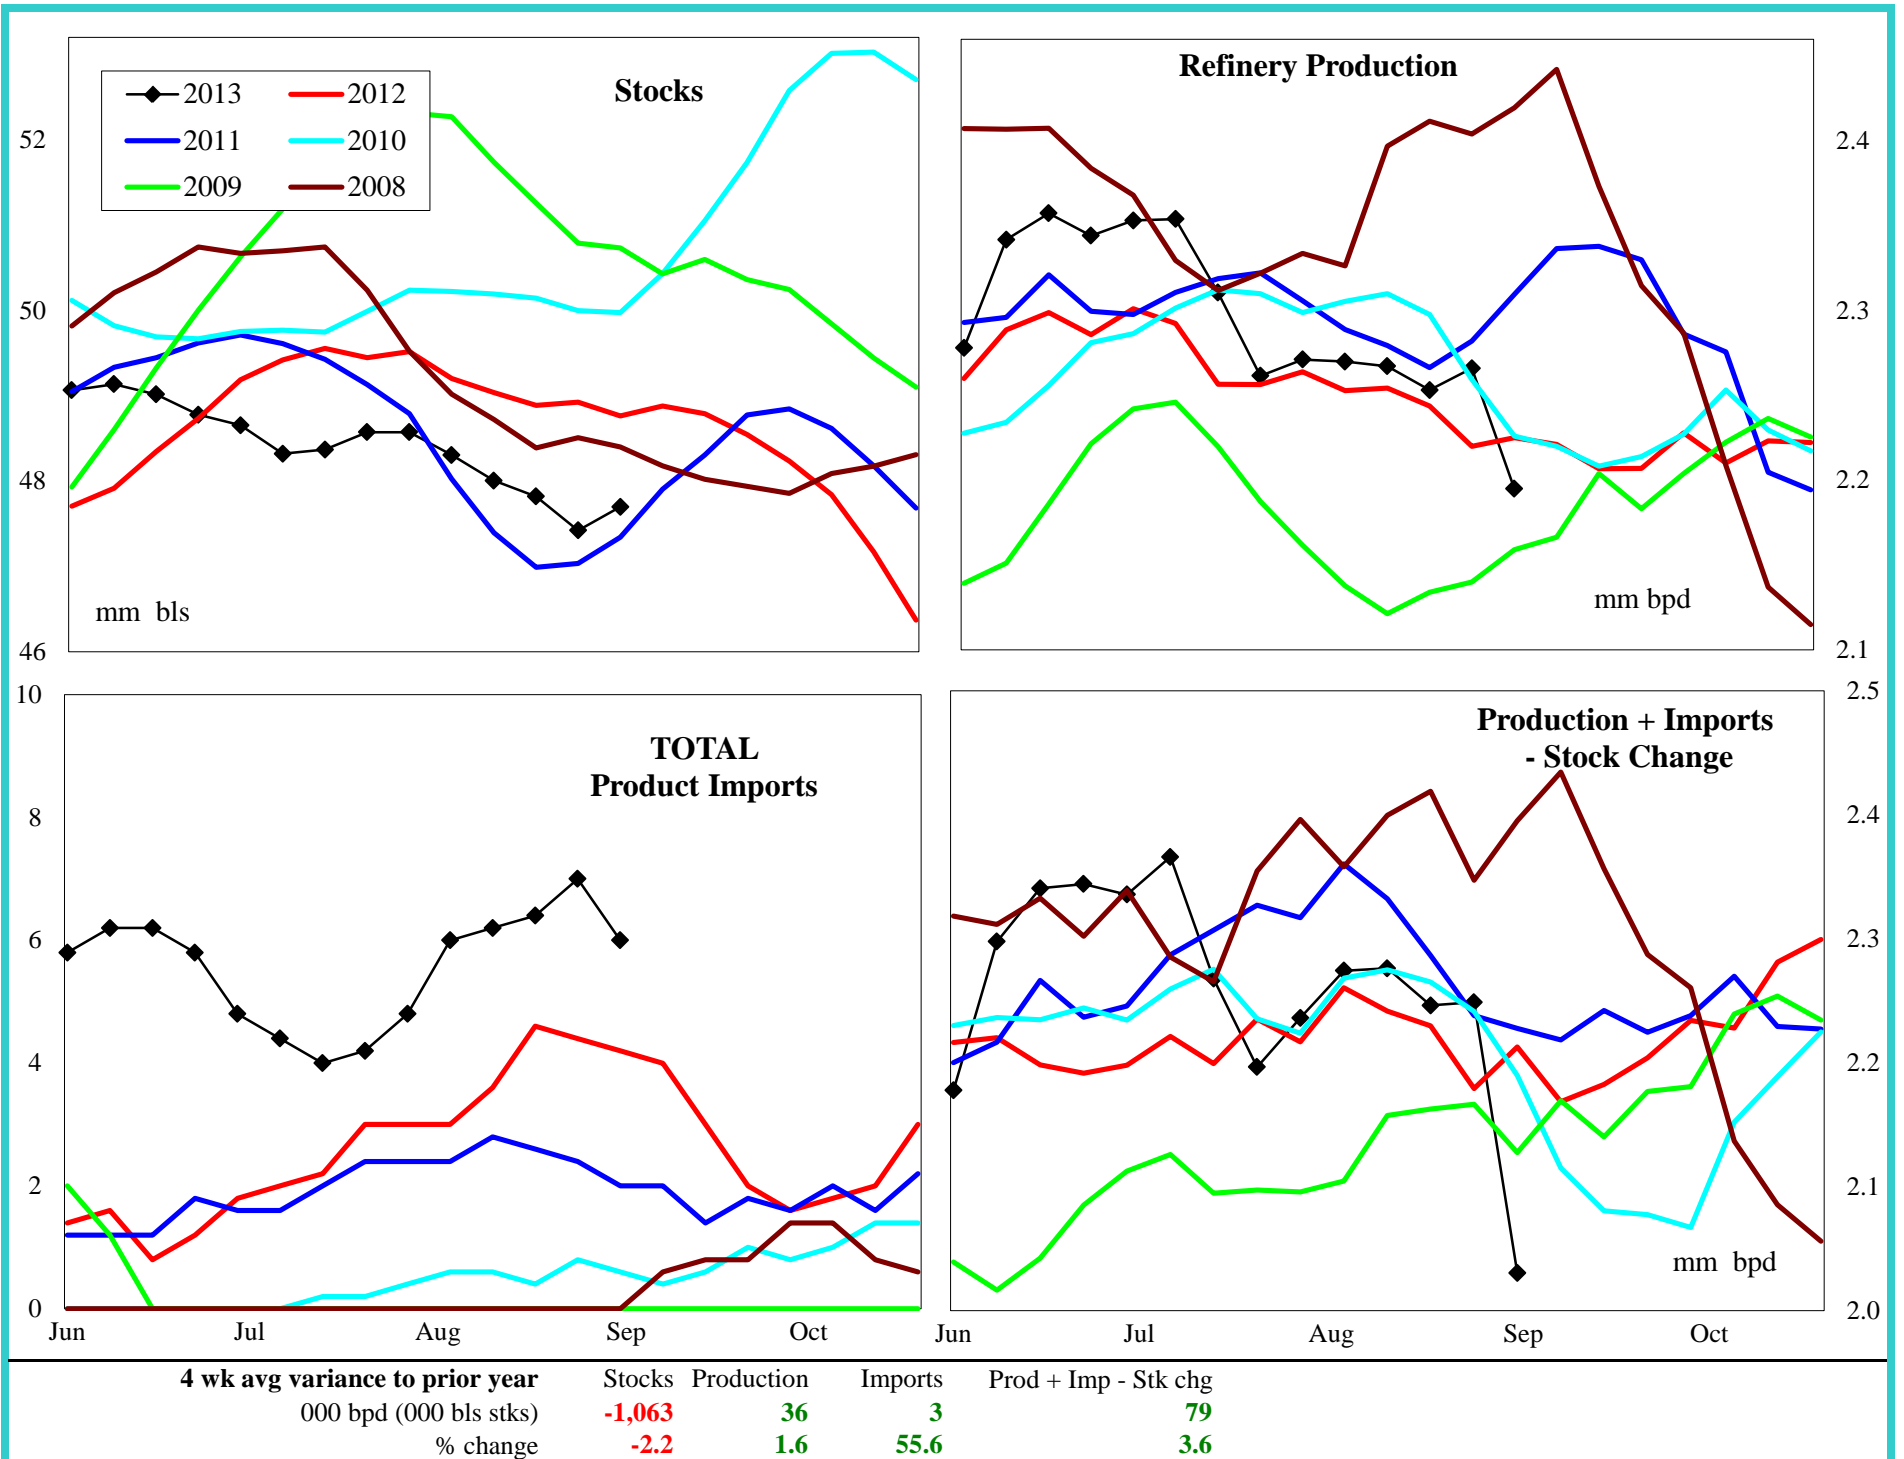 Stocks
2013 2012
2011 2010
2009 2008
52
50
48
46
mm bls
Refinery Production
2.4
2.3
2.2
2.1
mm bpd
TOTAL
Product Imports
10
8
6
4
2
0
Jun Jul Aug Sep Oct
Production + Imports
- Stock Change
2.5
2.4
2.3
2.2
2.1
2.0
mm bpd
Jun Jul Aug Sep Oct
4 wk avg variance to prior year Stocks Production Imports Prod + Imp - Stk chg
000 bpd (000 bls stks) -1,063 36 3 79
% change -2.2 1.6 55.6 3.6